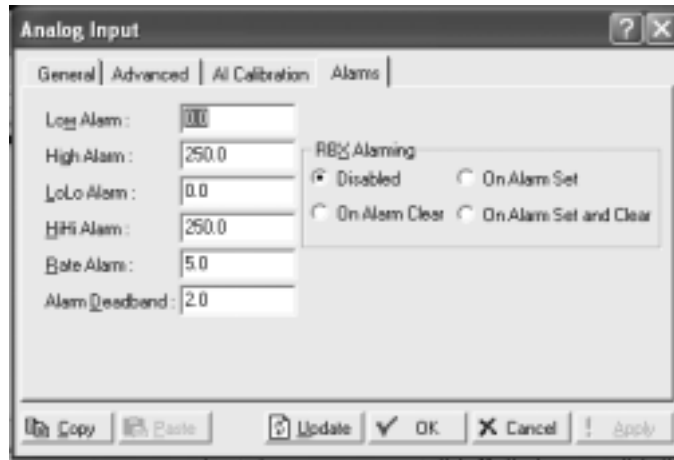 Analog Input
General Advanced AI Calibration Alarms
Low Alarm : 0.0
High Alarm : 250.0
LoLo Alarm : 0.0
HiHi Alarm : 250.0
Rate Alarm : 5.0
Alarm Deadband : 2.0
RBX Alarming
Disabled On Alarm Set
On Alarm Clear On Alarm Set and Clear
Copy Paste Update OK Cancel ! Apply